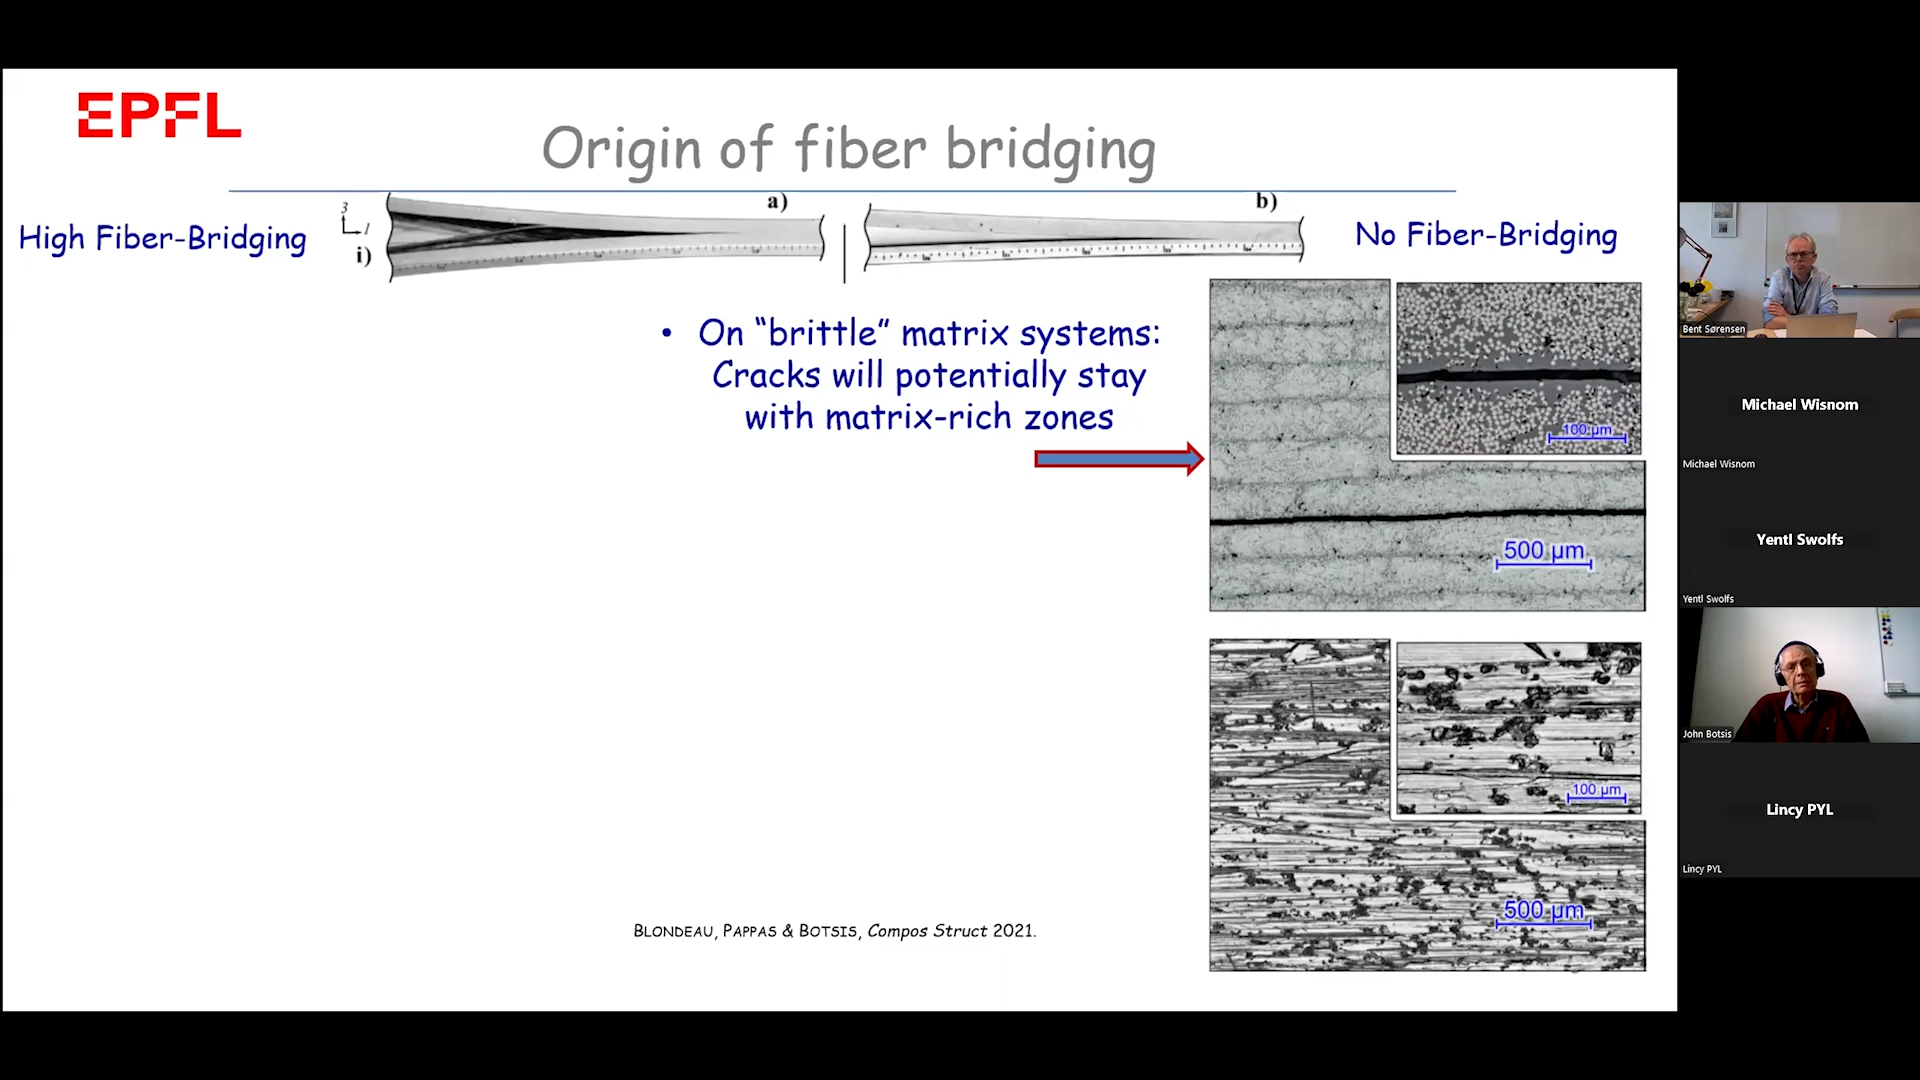 EPFL
Origin of fiber bridging
High Fiber-Bridging
3
1
i)
a)
b)
No Fiber-Bridging
• On “brittle” matrix systems:
Cracks will potentially stay
with matrix-rich zones
100 µm
500 µm
100 µm
500 µm
BLONDEAU, PAPPAS & BOTSIS, Compos Struct 2021.
Bent Sørensen
Michael Wisnom
Michael Wisnom
Yentl Swolfs
Yentl Swolfs
John Botsis
Lincy PYL
Lincy PYL